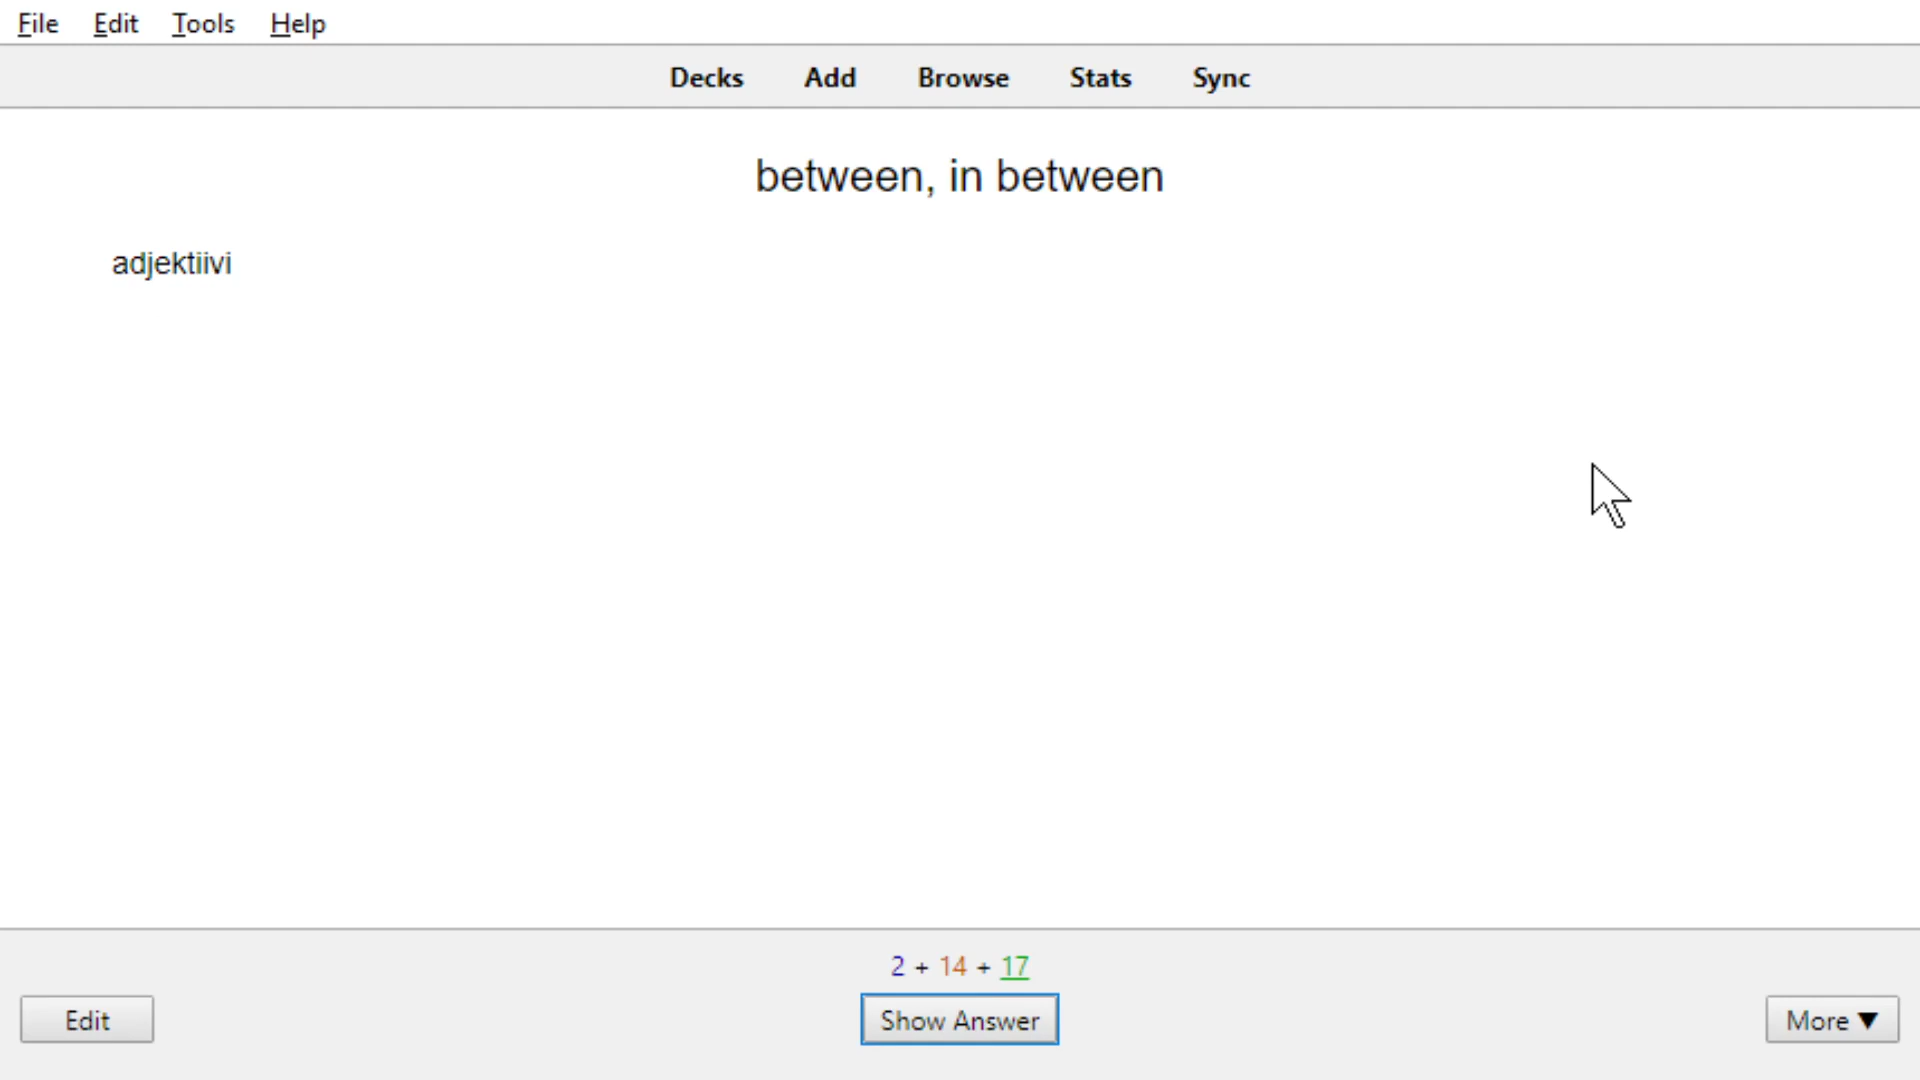 File Edit Tools Help
Decks Add Browse Stats Sync
between, in between
adjektiivi
2 + 14 + 17
Edit Show Answer More ▼